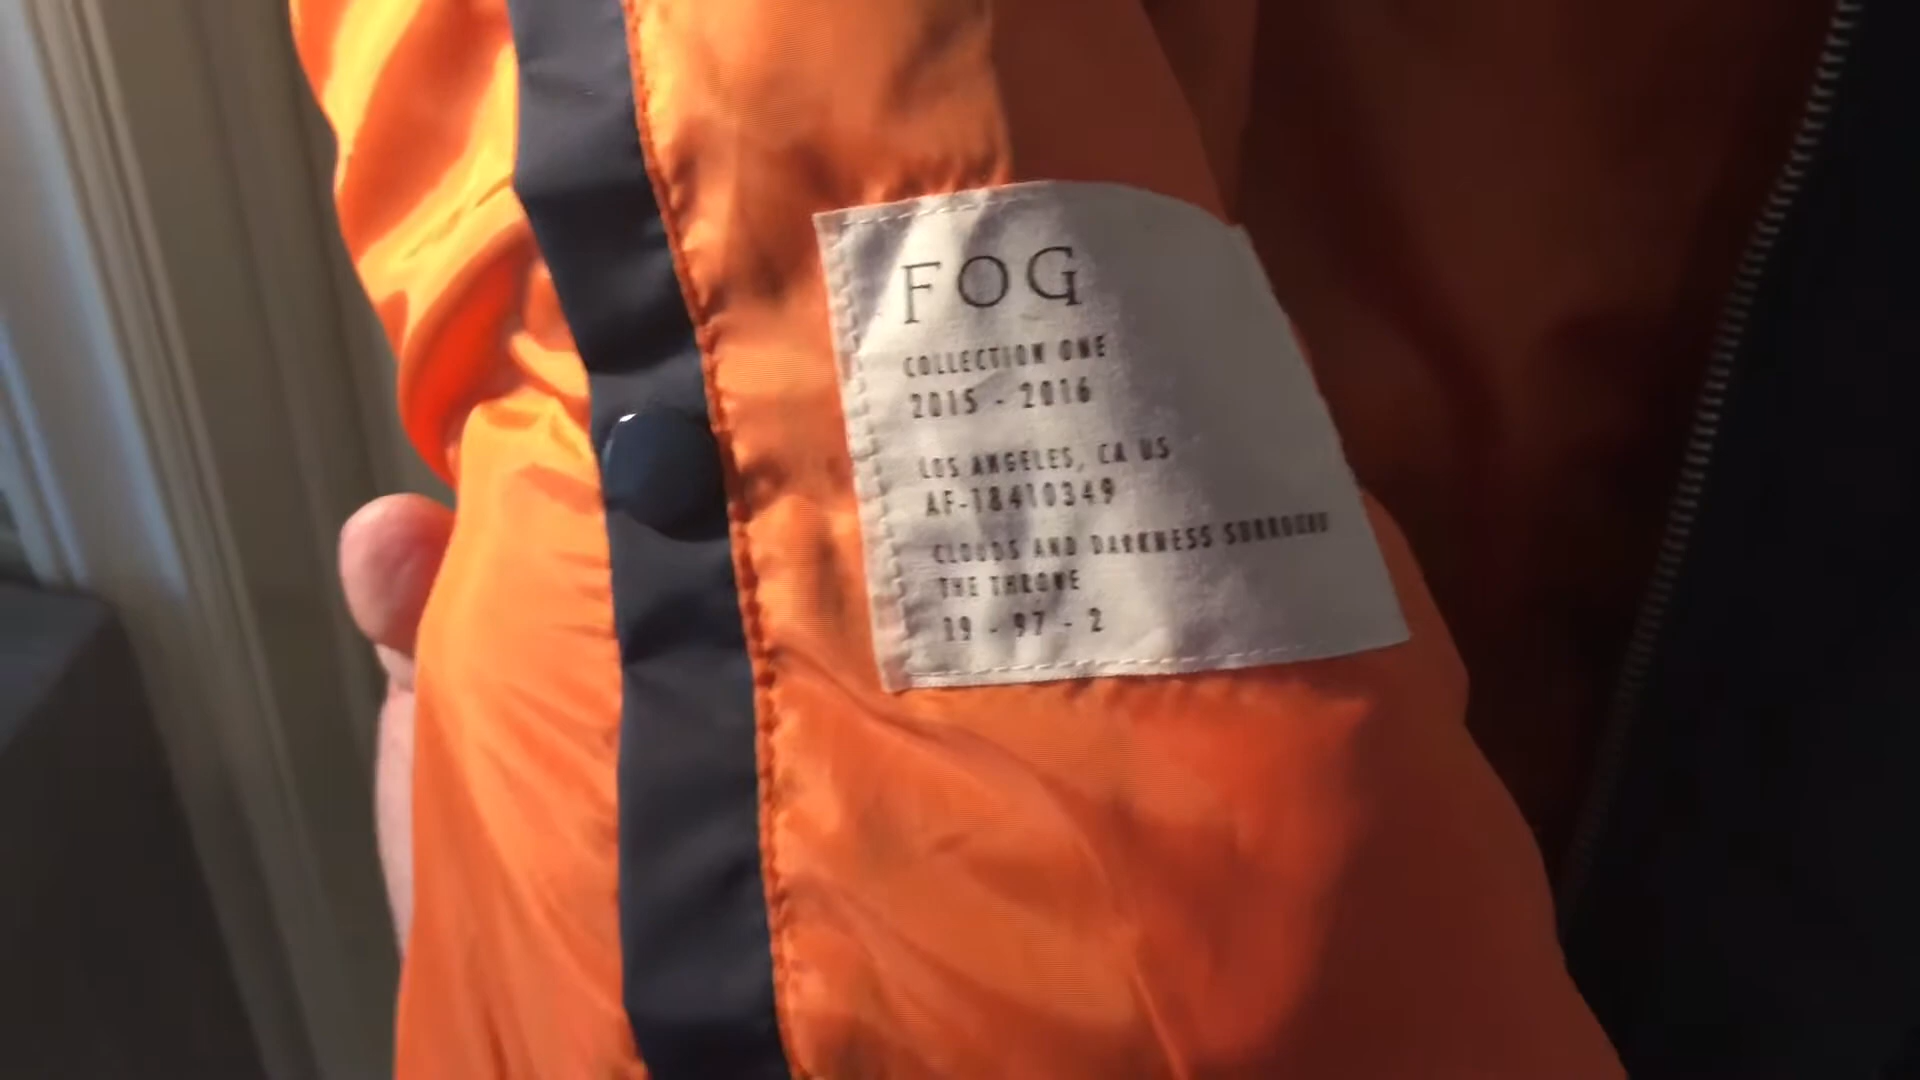 FOG
COLLECTION ONE
2015 - 2016
LOS ANGELES, CA US
AF-18410349
CLOUDS AND DARKNESS SURROUND
THE THRONE
19 - 97 - 2